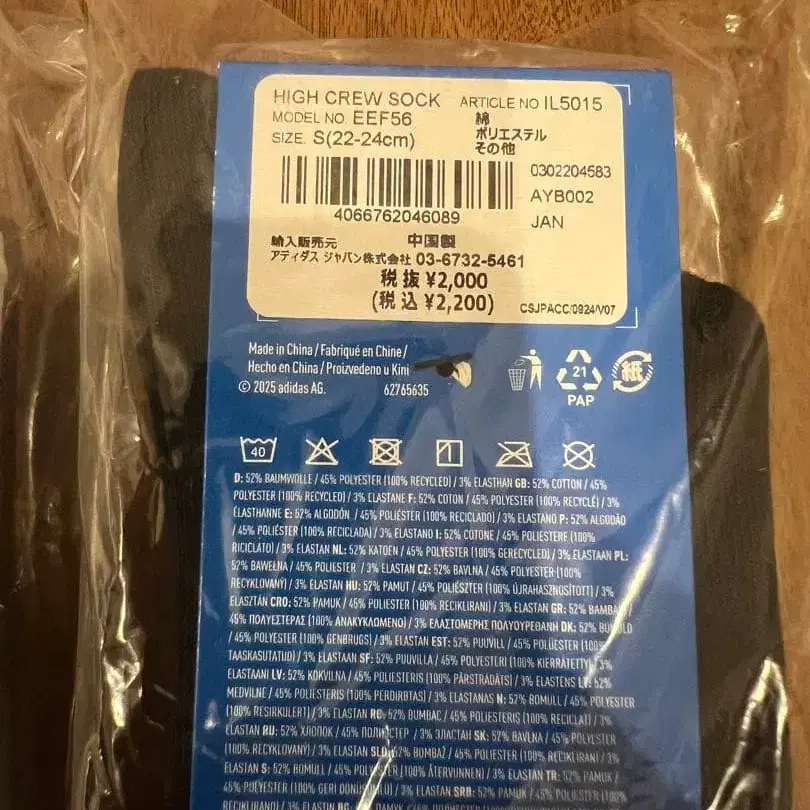 HIGH CREW SOCK ARTICLE NO IL5015
MODEL NO. EEF56 綿
SIZE. S(22-24cm) ポリエステル
その他
0302204583
AYB002
JAN
4066762046089
輸入販売元 中国製
アディダス ジャパン株式会社 03-6732-5461
税抜 ¥2,000
(税込 ¥2,200)
CSJPACC/0924/V07
Made in China / Fabriqué en Chine /
Hecho en China / Proizvedeno u Kini
© 2025 adidas AG. 62765635
21
PAP
紙
40
D: 52% BAUMWOLLE / 45% POLYESTER (100% RECYCLED) / 3% ELASTHAN GB: 52% COTTON / 45%
POLYESTER (100% RECYCLED) / 3% ELASTANE F: 52% COTON / 45% POLYESTER (100% RECYCLÉ) / 3%
ÉLASTHANNE E: 52% ALGODÓN / 45% POLIÉSTER (100% RECICLADO) / 3% ELASTANO P: 52% ALGODÃO
/ 45% POLIÉSTER (100% RECICLADA) / 3% ELASTANO I: 52% COTONE / 45% POLIESTERE (100%
RICICLATO) / 3% ELASTAN NL: 52% KATOEN / 45% POLYESTER (100% GERECYCLED) / 3% ELASTAAN PL:
52% BAWEŁNA / 45% POLIESTER / 3% ELASTAN CZ: 52% BAVLNA / 45% POLYESTER (100%
RECYKLOVANÝ) / 3% ELASTAN HU: 52% PAMUT / 45% POLIÉSZTER (100% ÚJRAHASZNOSÍTOTT) / 3%
ELASZTÁN CRO: 52% PAMUK / 45% POLIESTER (100% RECIKLIRANI) / 3% ELASTAN GR: 52%
45% ΠΟΛΥΕΣΤΕΡΑΣ (100% ΑΝΑΚΥΚΛΩΜΕΝΟ) / 3% ΕΛΑΣΤΟΜΕΡΗΣ ΠΟΛΥΟΥΡΕΘΑΝΗ DK: 52%
/ 45% POLYESTER (100% GENBRUGS) / 3% ELASTAN EST: 52% PUUVILL / 45% POLÜESTER (100%
TAASKASUTATUD) / 3% ELASTAAN SF: 52% PUUVILLA / 45% POLYESTERI (100% KIERRÄTETTY) / 3%
ELASTAANI LV: 52% KOKVILNA / 45% POLIESTERIS (100% PĀRSTRĀDĀTS) / 3% ELASTĒNS LT: 52%
MEDVILNĖ / 45% POLIESTERIS (100% PERDIRBTAS) / 3% ELASTANAS N: 52% BOMULL / 45% POLYESTER
(100% RESIRKULERT) / 3% ELASTAN RO: 52% BUMBAC / 45% POLIESTERIS (100% RECICLAT) / 3%
ELASTAN RU: 52% ХЛОПОК / 45% ПОЛИЭСТЕР / 3% ЭЛАСТАН SK: 52% BAVLNA / 45% POLYESTER
(100% RECYKLOVANÝ) / 3% ELASTAN SLO: 52% BOMBAŽ / 45% POLIESTER (100% RECIKLIRANI) / 3%
ELASTAN S: 52% BOMULL / 45% POLYESTER (100% ÅTERVUNNEN) / 3% ELASTAN TR: 52% PAMUK /
45% POLYESTER (100% GERİ DÖNÜŞÜMLÜ) / 3% ELASTAN SRB: 52% PAMUK / 45% POLIESTER (100%